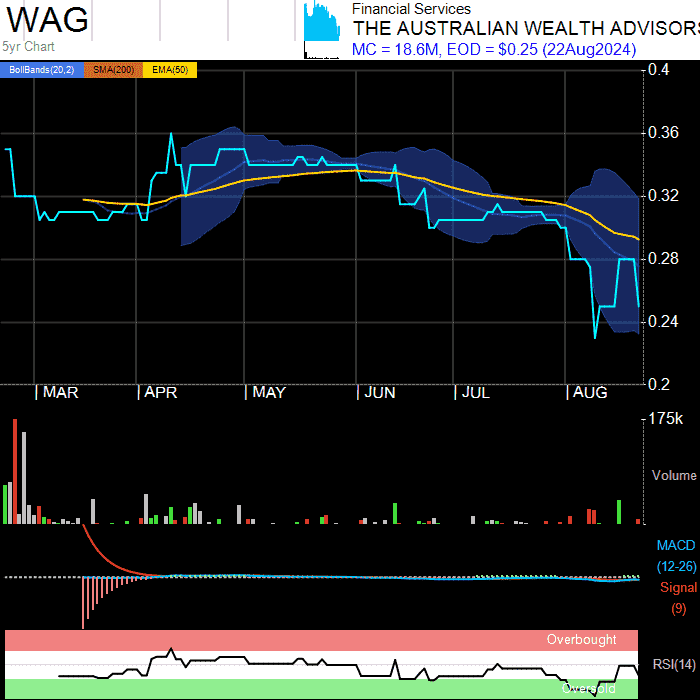 WAG
5yr Chart
Financial Services
THE AUSTRALIAN WEALTH ADVISORS
MC = 18.6M, EOD = $0.25 (22Aug2024)
BollBands(20,2) SMA(200) EMA(50)
0.4
0.36
0.32
0.28
0.24
0.2
MAR APR MAY JUN JUL AUG
175k
Volume
MACD
(12-26)
Signal
(9)
Overbought
RSI(14)
Oversold